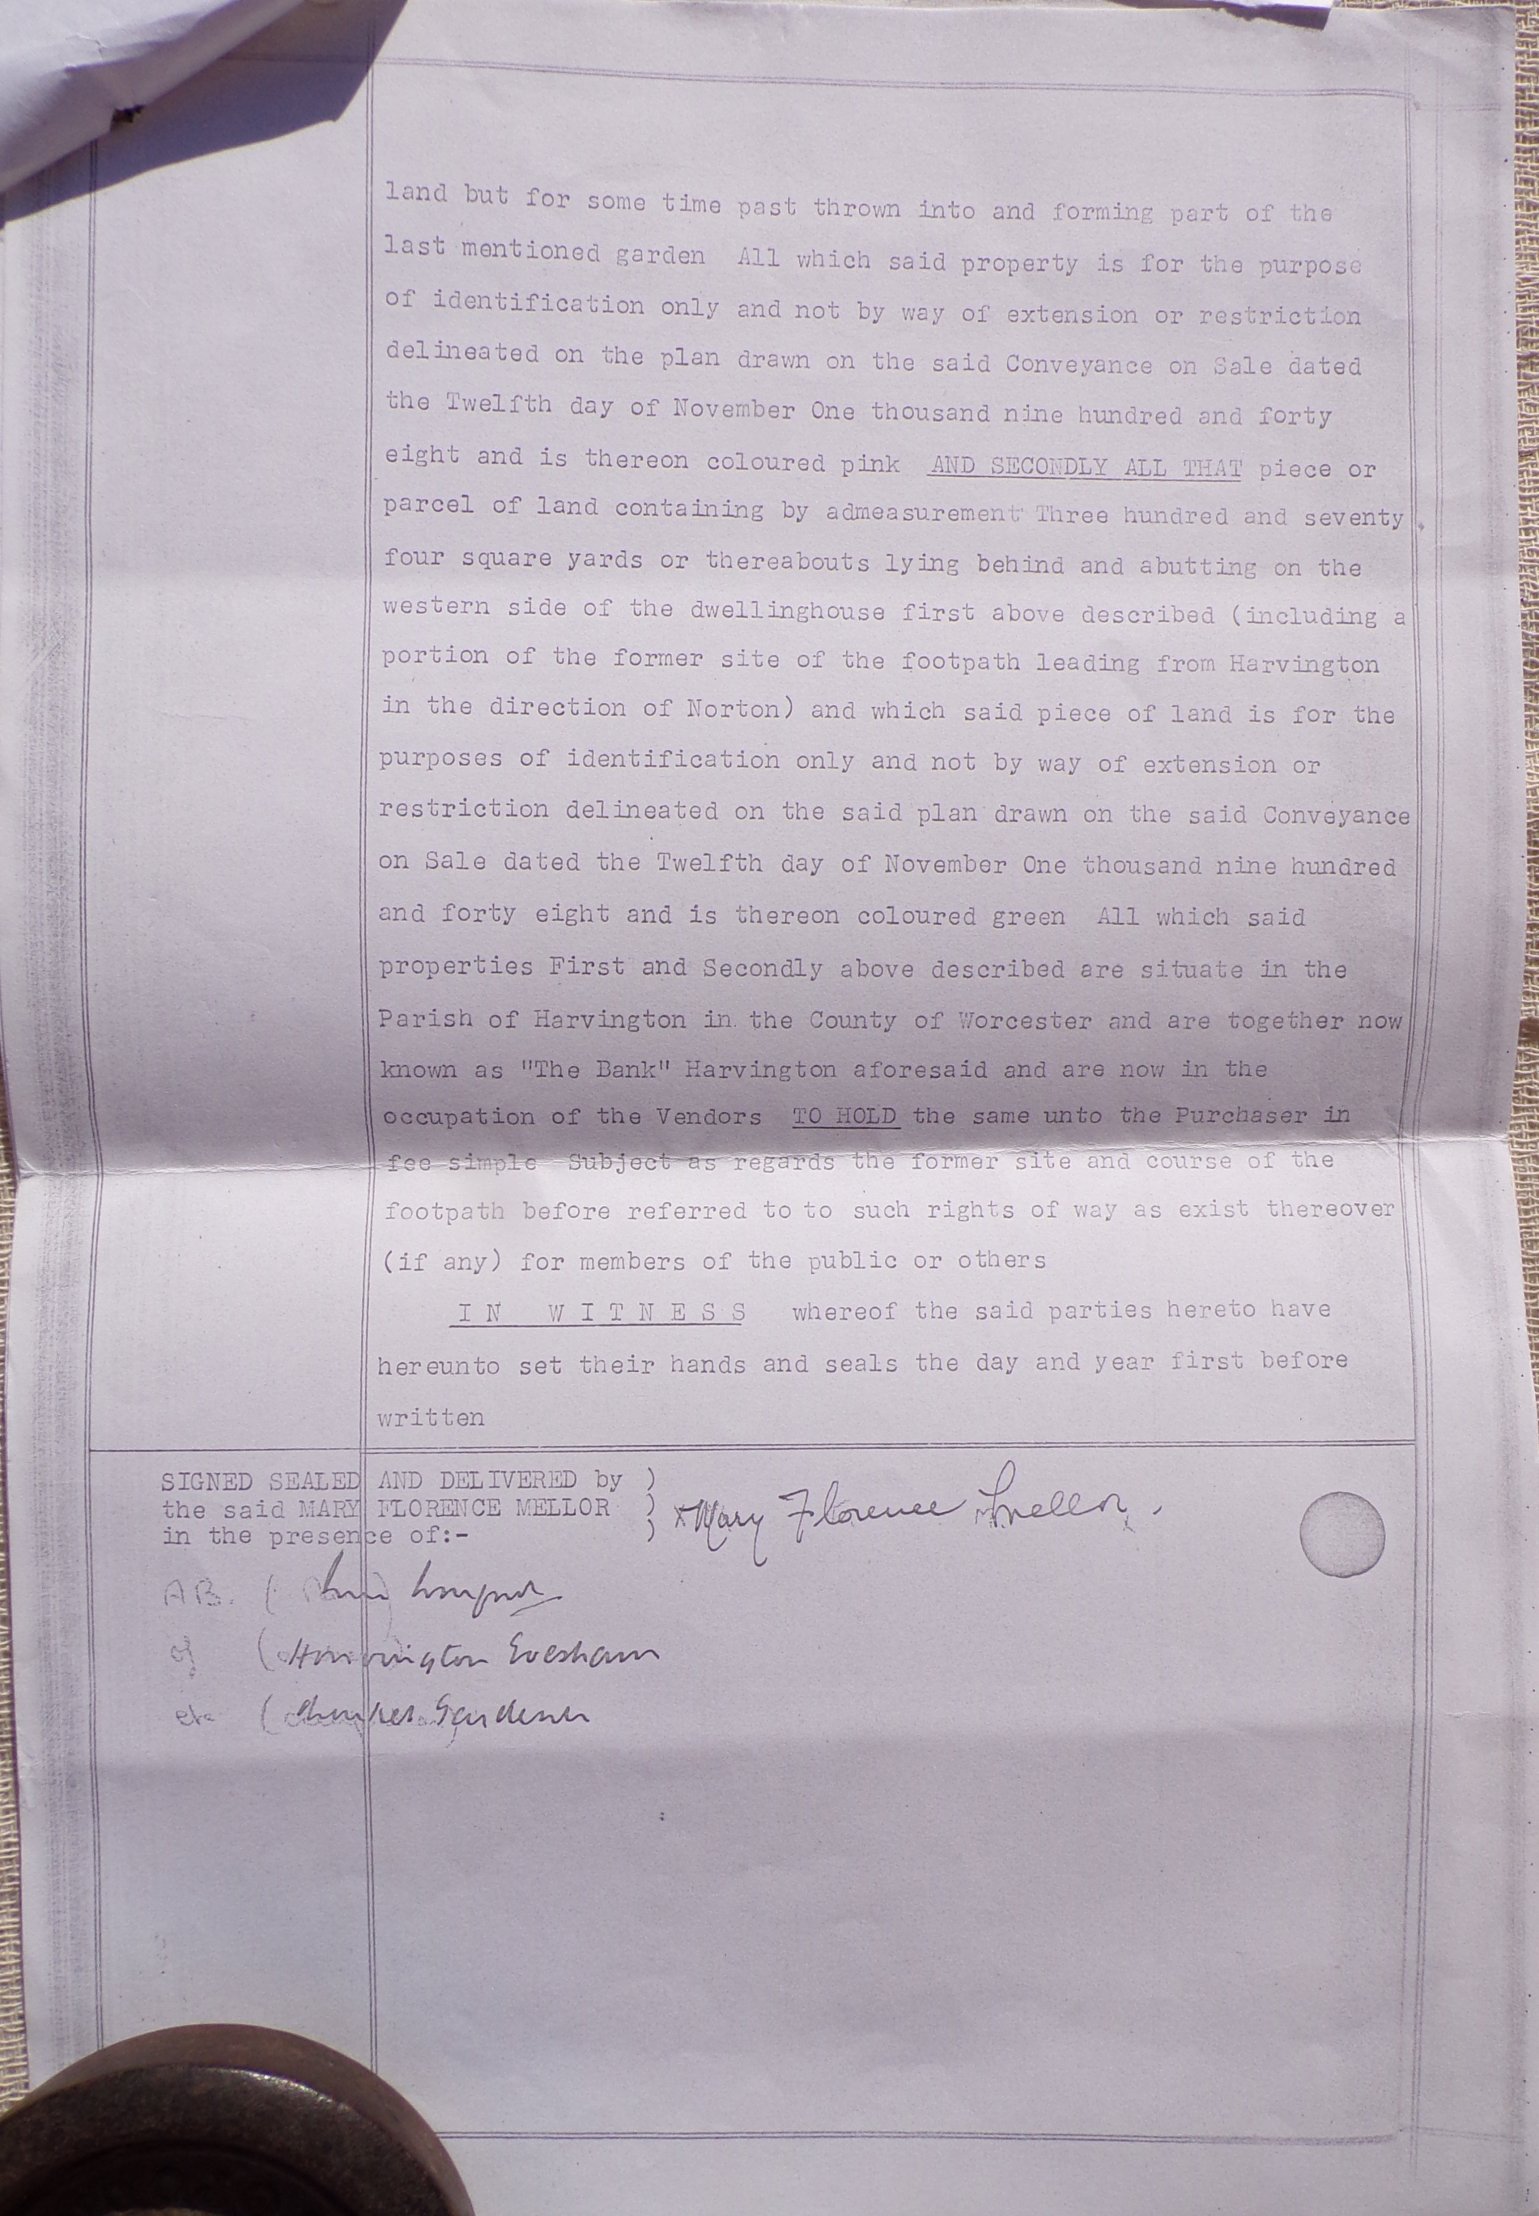 land but for some time past thrown into and forming part of the
last mentioned garden All which said property is for the purpose
of identification only and not by way of extension or restriction
delineated on the plan drawn on the said Conveyance on Sale dated
the Twelfth day of November One thousand nine hundred and forty
eight and is thereon coloured pink AND SECONDLY ALL THAT piece or
parcel of land containing by admeasurement Three hundred and seventy
four square yards or thereabouts lying behind and abutting on the
western side of the dwellinghouse first above described (including a
portion of the former site of the footpath leading from Harvington
in the direction of Norton) and which said piece of land is for the
purposes of identification only and not by way of extension or
restriction delineated on the said plan drawn on the said Conveyance
on Sale dated the Twelfth day of November One thousand nine hundred
and forty eight and is thereon coloured green All which said
properties First and Secondly above described are situate in the
Parish of Harvington in the County of Worcester and are together now
known as "The Bank" Harvington aforesaid and are now in the
occupation of the Vendors TO HOLD the same unto the Purchaser in
fee simple Subject as regards the former site and course of the
footpath before referred to to such rights of way as exist thereover
(if any) for members of the public or others
IN WITNESS whereof the said parties hereto have
hereunto set their hands and seals the day and year first before
written
SIGNED SEALED AND DELIVERED by )
the said MARY FLORENCE MELLOR ) x Mary Florence Mellor.
in the presence of:- )
AB. (
of ( Harvington Evesham
etc ( Market Gardener